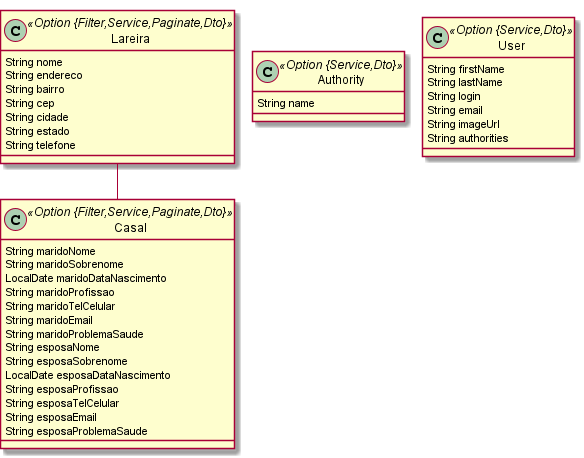 C
«Option {Filter,Service,Paginate,Dto}»
Lareira
String nome
String endereco
String bairro
String cep
String cidade
String estado
String telefone
C
«Option {Service,Dto}»
Authority
String name
C
«Option {Service,Dto}»
User
String firstName
String lastName
String login
String email
String imageUrl
String authorities
C
«Option {Filter,Service,Paginate,Dto}»
Casal
String maridoNome
String maridoSobrenome
LocalDate maridoDataNascimento
String maridoProfissao
String maridoTelCelular
String maridoEmail
String maridoProblemaSaude
String esposaNome
String esposaSobrenome
LocalDate esposaDataNascimento
String esposaProfissao
String esposaTelCelular
String esposaEmail
String esposaProblemaSaude